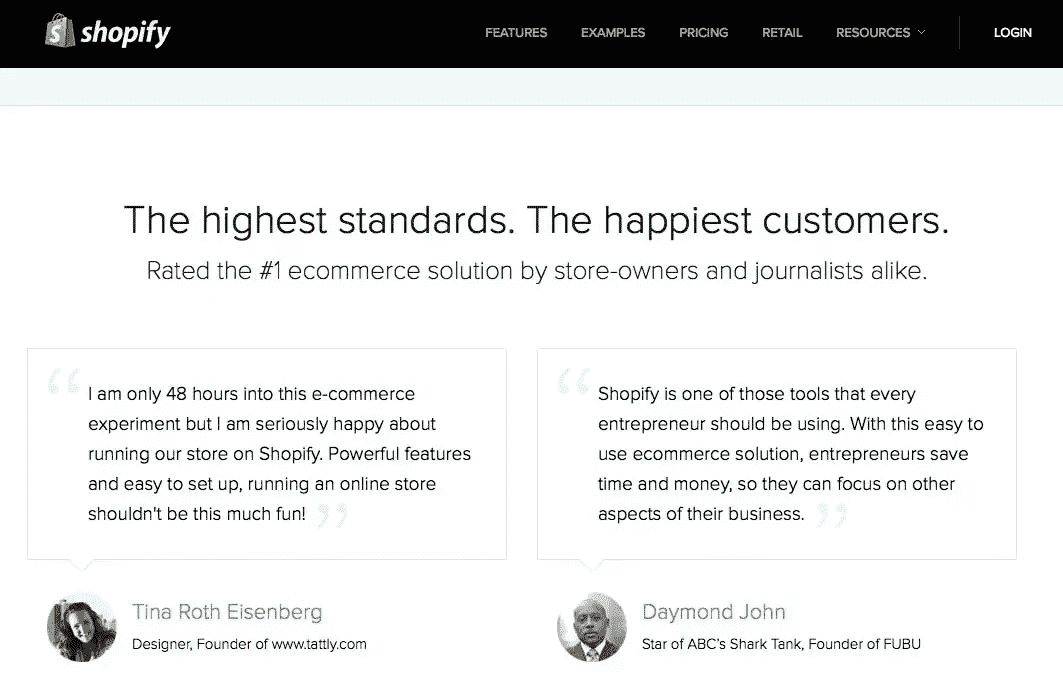 shopify
FEATURES EXAMPLES PRICING RETAIL RESOURCES LOGIN
The highest standards. The happiest customers.
Rated the #1 ecommerce solution by store-owners and journalists alike.
“ I am only 48 hours into this e-commerce
experiment but I am seriously happy about
running our store on Shopify. Powerful features
and easy to set up, running an online store
shouldn't be this much fun! ”
Tina Roth Eisenberg
Designer, Founder of www.tattly.com
“ Shopify is one of those tools that every
entrepreneur should be using. With this easy to
use ecommerce solution, entrepreneurs save
time and money, so they can focus on other
aspects of their business. ”
Daymond John
Star of ABC's Shark Tank, Founder of FUBU